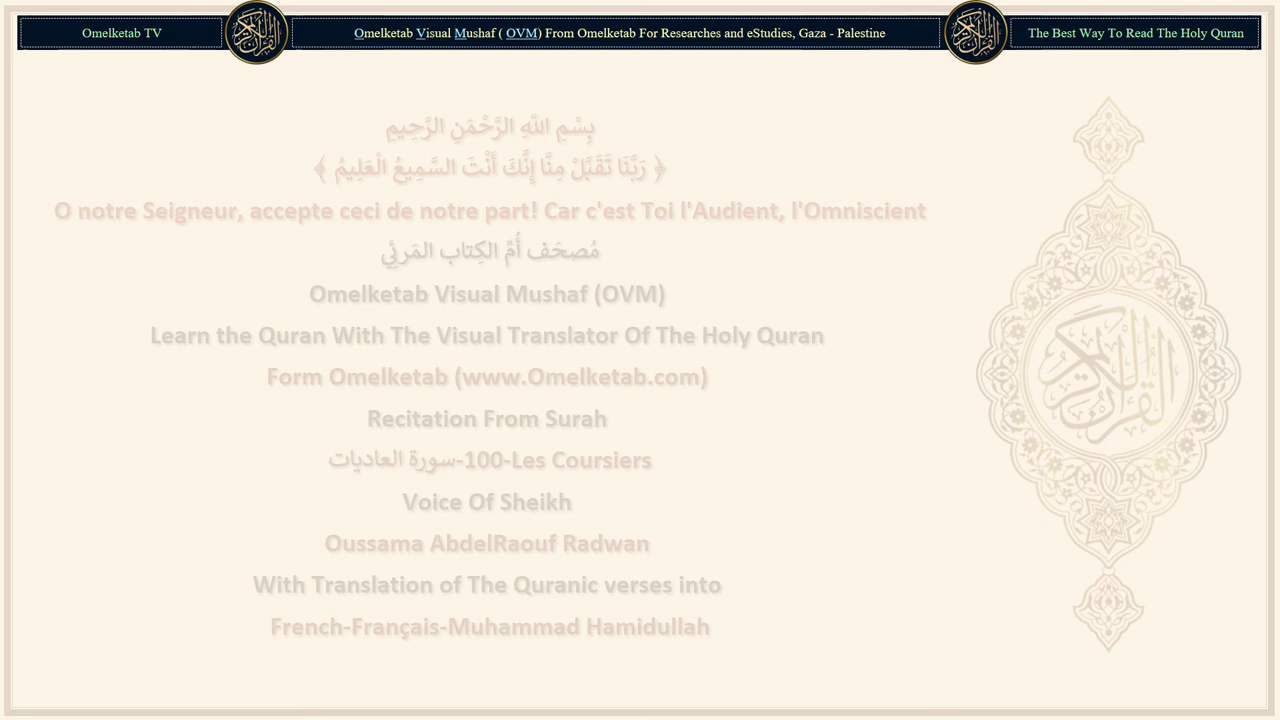 Omelketab TV
Omelketab Visual Mushaf ( OVM) From Omelketab For Researches and eStudies, Gaza - Palestine
The Best Way To Read The Holy Quran
بِسْمِ اللَّهِ الرَّحْمَنِ الرَّحِيمِ
﴿ رَبَّنَا تَقَبَّلْ مِنَّا إِنَّكَ أَنْتَ السَّمِيعُ الْعَلِيمُ ﴾
O notre Seigneur, accepte ceci de notre part! Car c'est Toi l'Audient, l'Omniscient
مُصحَف أُمِّ الكِتاب المَرئِي
Omelketab Visual Mushaf (OVM)
Learn the Quran With The Visual Translator Of The Holy Quran
Form Omelketab (www.Omelketab.com)
Recitation From Surah
سورة العاديات-100-Les Coursiers
Voice Of Sheikh
Oussama AbdelRaouf Radwan
With Translation of The Quranic verses into
French-Français-Muhammad Hamidullah
القرآن الكريم